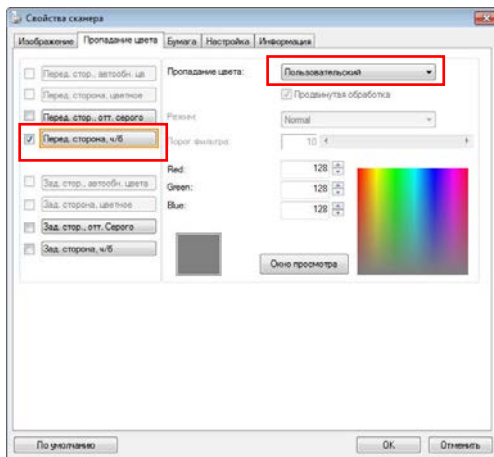 Свойства сканера
Изображение Пропадание цвета Бумага Настройка Информация
Перед. стор., автообн. цв
Перед. сторона, цветное
Перед. стор., отт. серого
Перед. сторона, ч/б
Зад. стор., автообн. цвета
Зад. сторона, цветное
Зад. стор., отт. Серого
Зад. сторона, ч/б
Пропадание цвета: Пользовательский
Продвинутая обработка
Режим: Normal
Порог фильтра: 10
Red: 128
Green: 128
Blue: 128
Окно просмотра
По умолчанию OK Отменить